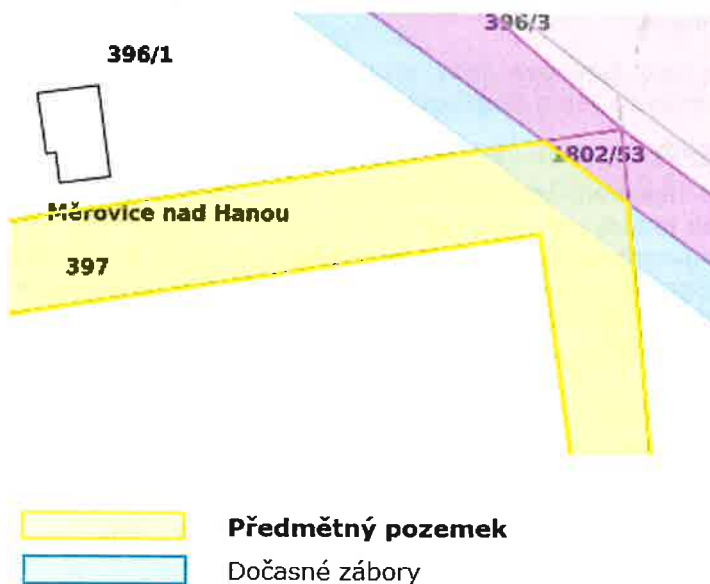 396/3
396/1
1802/53
Měrovice nad Hanou
397
Předmětný pozemek
Dočasné zábory